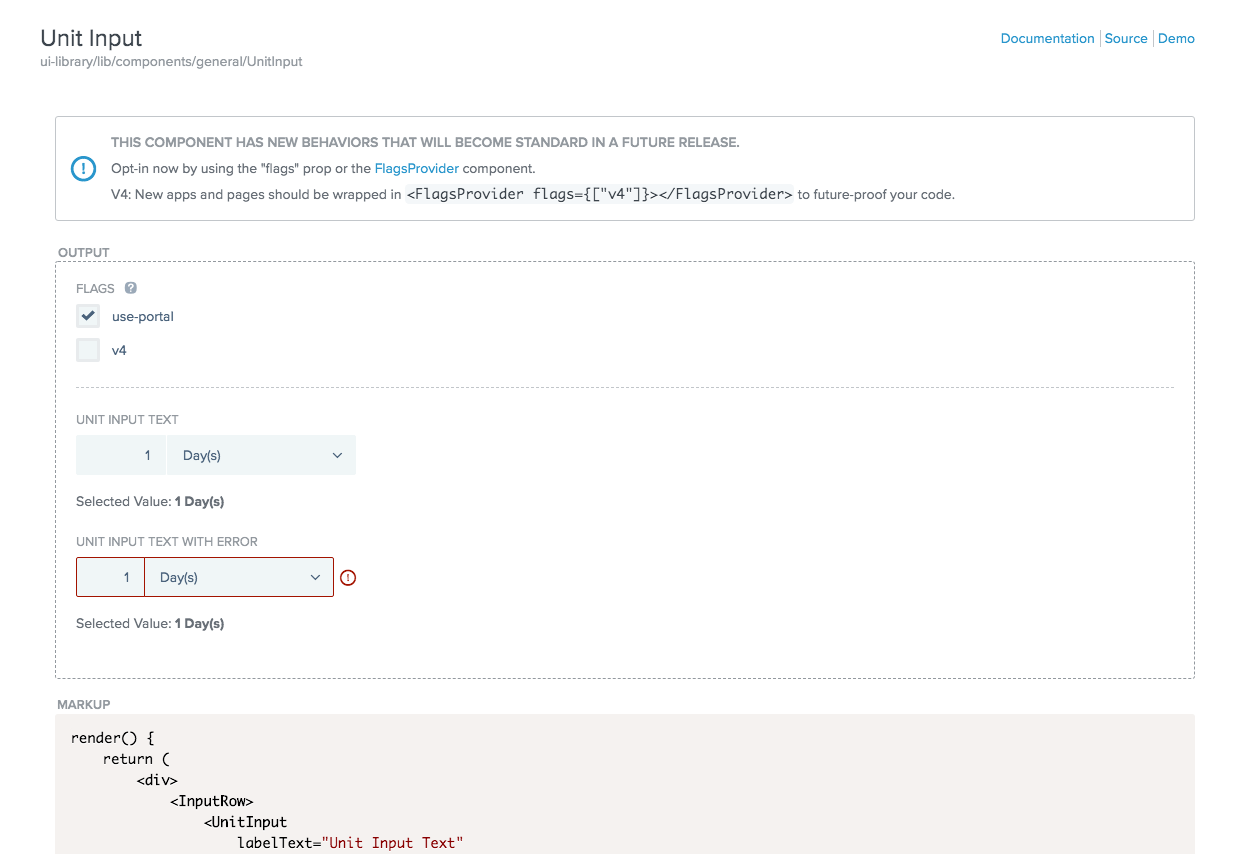 Unit Input
Documentation Source Demo
ui-library/lib/components/general/UnitInput
THIS COMPONENT HAS NEW BEHAVIORS THAT WILL BECOME STANDARD IN A FUTURE RELEASE.
Opt-in now by using the "flags" prop or the FlagsProvider component.
V4: New apps and pages should be wrapped in <FlagsProvider flags={["v4"]}></FlagsProvider> to future-proof your code.
OUTPUT
FLAGS ?
use-portal
v4
UNIT INPUT TEXT
1 Day(s)
Selected Value: 1 Day(s)
UNIT INPUT TEXT WITH ERROR
1 Day(s)
Selected Value: 1 Day(s)
MARKUP
render() {
return (
<div>
<InputRow>
<UnitInput
labelText="Unit Input Text"